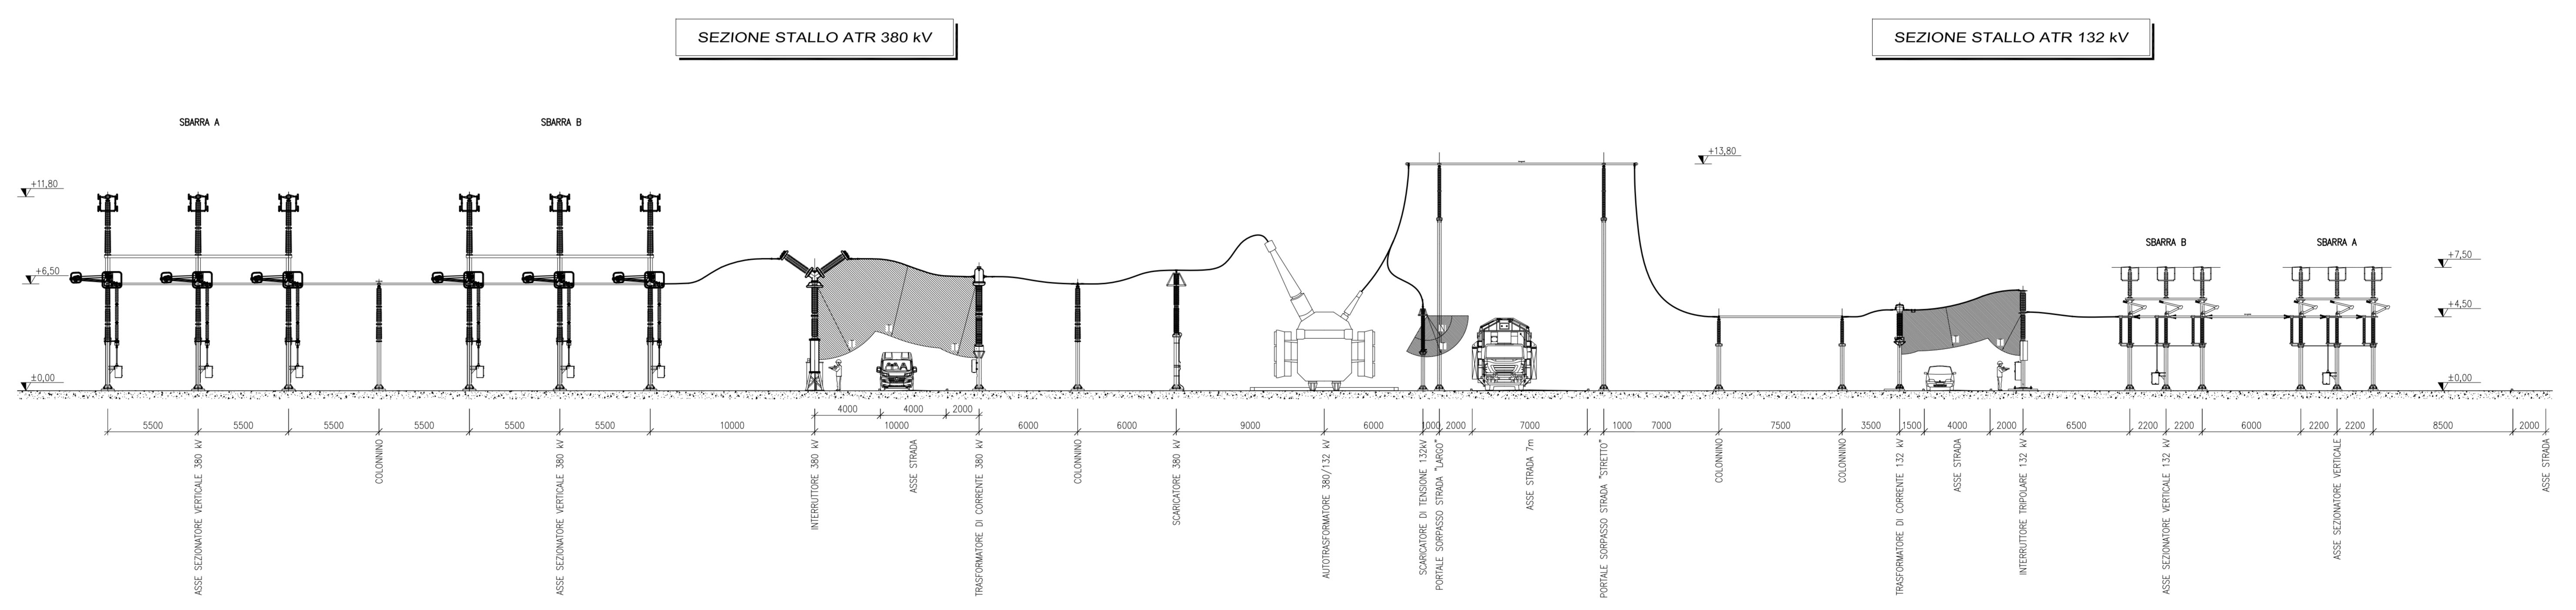 SEZIONE STALLO ATR 380 kV
SEZIONE STALLO ATR 132 kV
SBARRA A
SBARRA B
+13,80
+11,80
SBARRA B
SBARRA A
+7,50
+6,50
+4,50
±0,00
±0,00
4000
4000
2000
5500
5500
5500
5500
5500
5500
10000
10000
6000
6000
9000
6000
1000
2000
7000
1000
7000
7500
3500
1500
4000
2000
6500
2200
2200
6000
2200
2200
8500
2000
ASSE SEZIONATORE VERTICALE 380 kV
COLONNINO
ASSE SEZIONATORE VERTICALE 380 kV
INTERRUTTORE 380 kV
ASSE STRADA
TRASFORMATORE DI CORRENTE 380 kV
COLONNINO
SCARICATORE 380 kV
AUTOTRASFORMATORE 380/132 kV
SCARICATORE DI TENSIONE 132kV
PORTALE SORPASSO STRADA "LARGO"
ASSE STRADA 7m
PORTALE SORPASSO STRADA "STRETTO"
COLONNINO
COLONNINO
TRASFORMATORE DI CORRENTE 132 kV
ASSE STRADA
INTERRUTTORE TRIPOLARE 132 kV
ASSE SEZIONATORE VERTICALE 132 kV
ASSE SEZIONATORE VERTICALE
ASSE STRADA